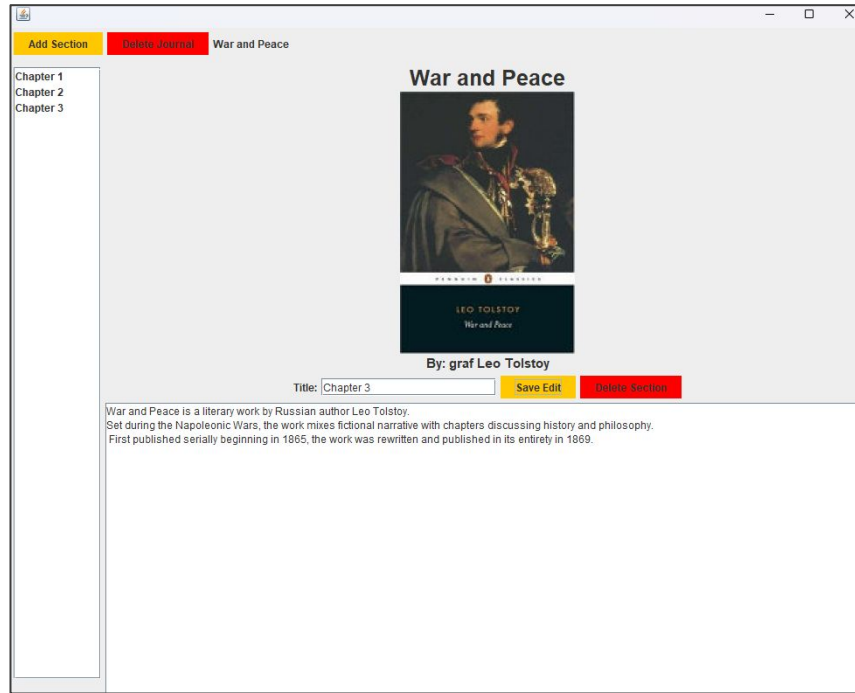 Add Section Delete Journal War and Peace
Chapter 1
Chapter 2
Chapter 3
War and Peace
PENGUIN CLASSICS
LEO TOLSTOY
War and Peace
By: graf Leo Tolstoy
Title: Chapter 3 Save Edit Delete Section
War and Peace is a literary work by Russian author Leo Tolstoy.
Set during the Napoleonic Wars, the work mixes fictional narrative with chapters discussing history and philosophy.
First published serially beginning in 1865, the work was rewritten and published in its entirety in 1869.